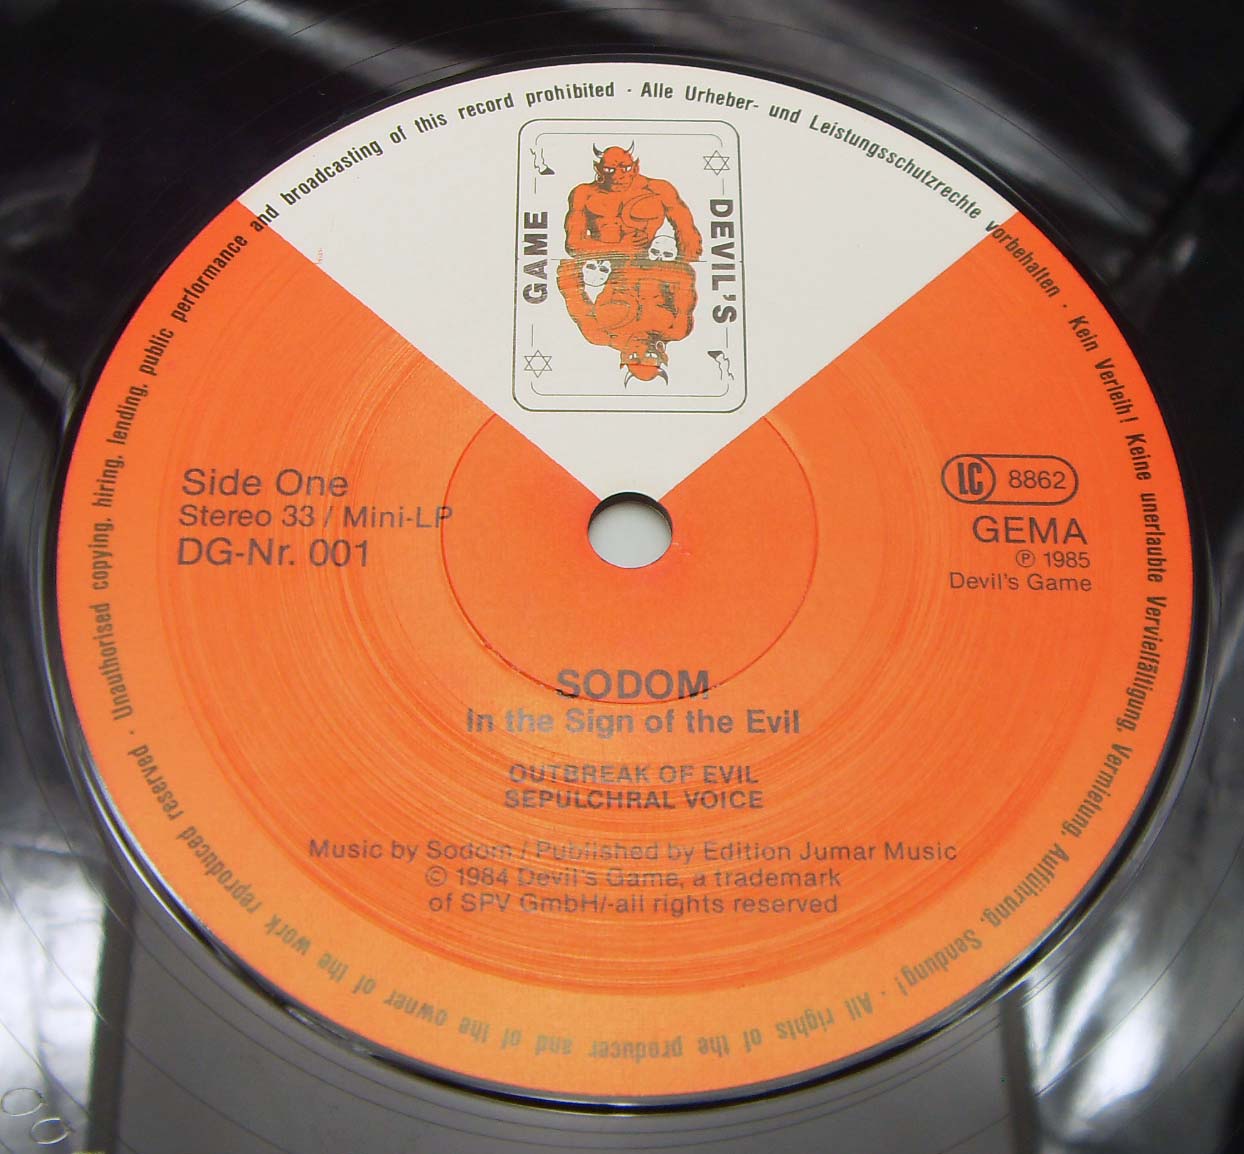 Unauthorised copying, hiring, lending, public performance and broadcasting of this record prohibited · Alle Urheber- und Leistungsschutzrechte vorbehalten · Kein Verleih! Keine unerlaubte Vervielfältigung, Vermietung, Aufführung, Sendung! · All rights of the producer and of the owner of the work reproduced reserved ·
GAME
DEVIL'S
Side One
Stereo 33 / Mini-LP
DG-Nr. 001
LC 8862
GEMA
℗ 1985
Devil's Game
SODOM
In the Sign of the Evil
OUTBREAK OF EVIL
SEPULCHRAL VOICE
Music by Sodom / Published by Edition Jumar Music
© 1984 Devil's Game, a trademark
of SPV GmbH/-all rights reserved